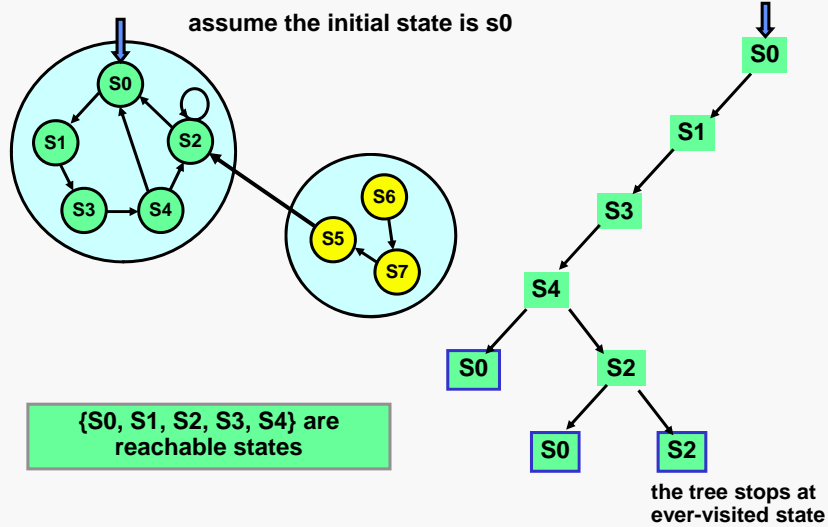 assume the initial state is s0
S0
S1
S2
S3
S4
S6
S5
S7
{S0, S1, S2, S3, S4} are
reachable states
S0
S1
S3
S4
S0
S2
S0
S2
the tree stops at
ever-visited state